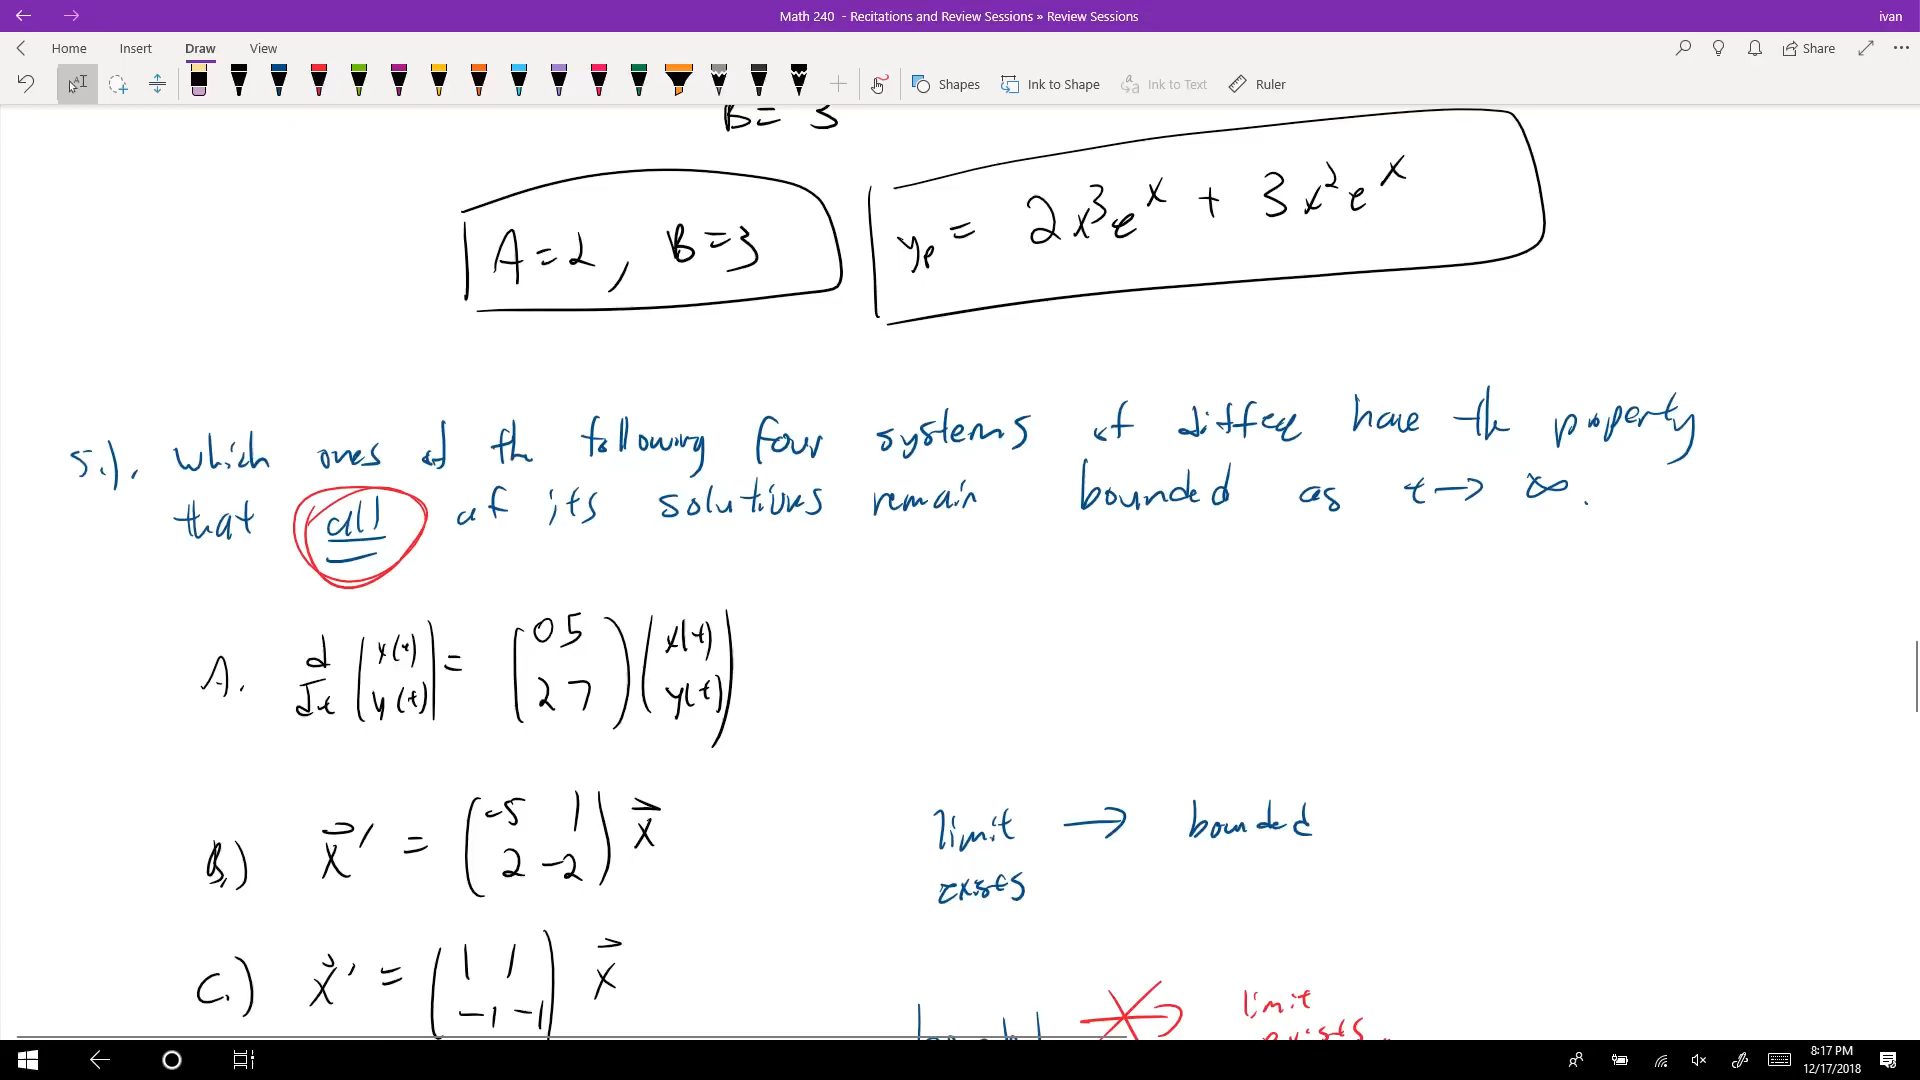 Math 240 - Recitations and Review Sessions » Review Sessions
ivan
Home Insert Draw View
Share
Shapes Ink to Shape Ink to Text Ruler
B = 3
A=2, B=3
yp = 2x³eˣ + 3x²eˣ
5.). Which ones of the following four systems of diffeq have the property
that all of its solutions remain bounded as t → ∞.
A. d/dt (x(t) y(t)) = (0 5 2 7) (x(t) y(t))
B.) x⃗' = (-5 1 2 -2) x⃗
limit exists → bounded
C.) x⃗' = (1 1 -1 -1) x⃗
limit
8:17 PM
12/17/2018